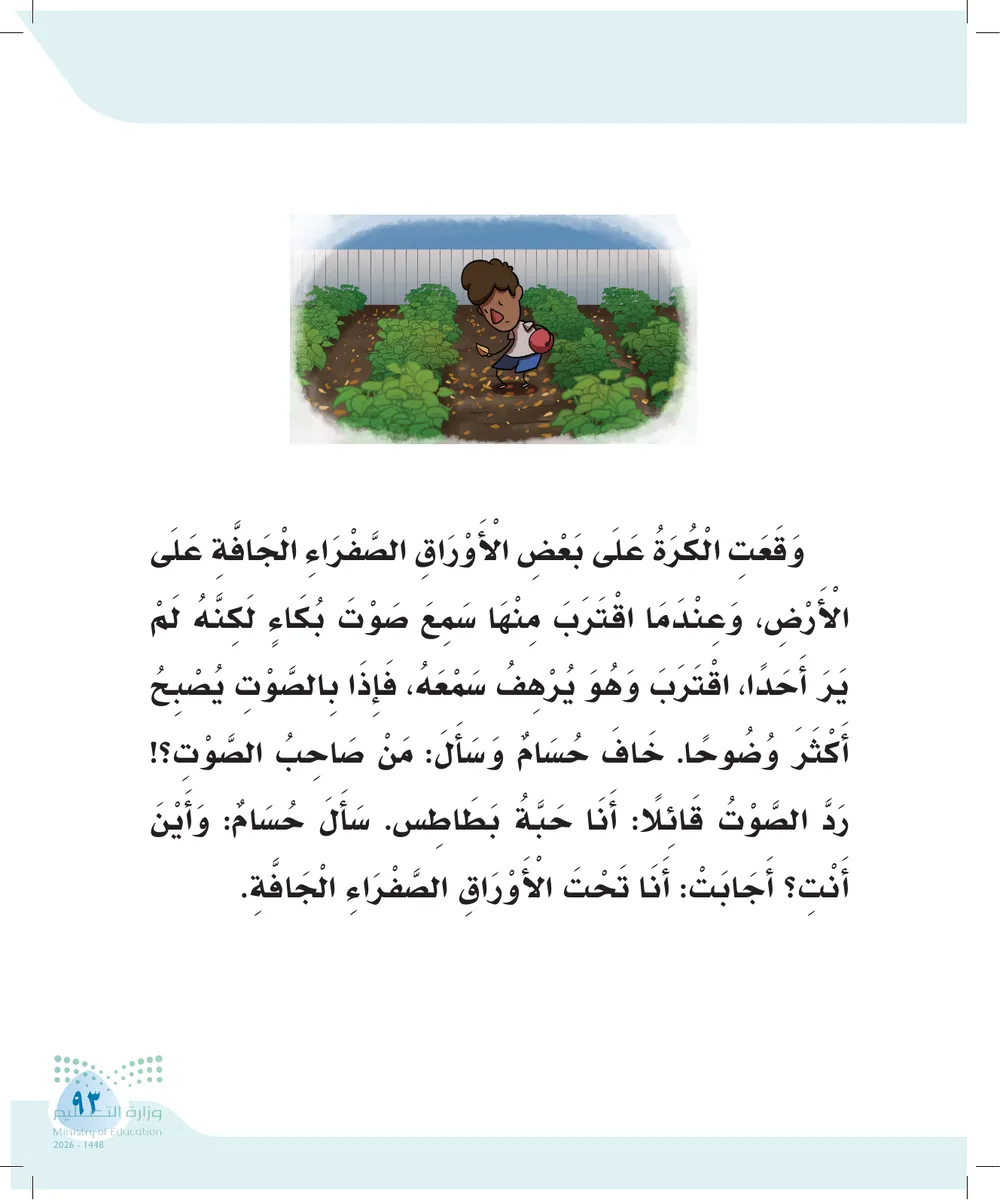 وَقَعَتِ الْكُرَةُ عَلَى بَعْضِ الْأَوْرَاقِ الصَّفْرَاءِ الْجَافَّةِ عَلَى
الْأَرْضِ، وَعِنْدَمَا اقْتَرَبَ مِنْهَا سَمِعَ صَوْتَ بُكَاءٍ لَكِنَّهُ لَمْ
يَرَ أَحَدًا، اقْتَرَبَ وَهُوَ يُرْهِفُ سَمْعَهُ، فَإِذَا بِالصَّوْتِ يُصْبِحُ
أَكْثَرَ وُضُوحًا. خَافَ حُسَامٌ وَسَأَلَ: مَنْ صَاحِبُ الصَّوْتِ؟!
رَدَّ الصَّوْتُ قَائِلًا: أَنَا حَبَّةُ بَطَاطِس. سَأَلَ حُسَامٌ: وَأَيْنَ
أَنْتِ؟ أَجَابَتْ: أَنَا تَحْتَ الْأَوْرَاقِ الصَّفْرَاءِ الْجَافَّةِ.
٩٣
وزارة التعليم
Ministry of Education
2026 - 1448